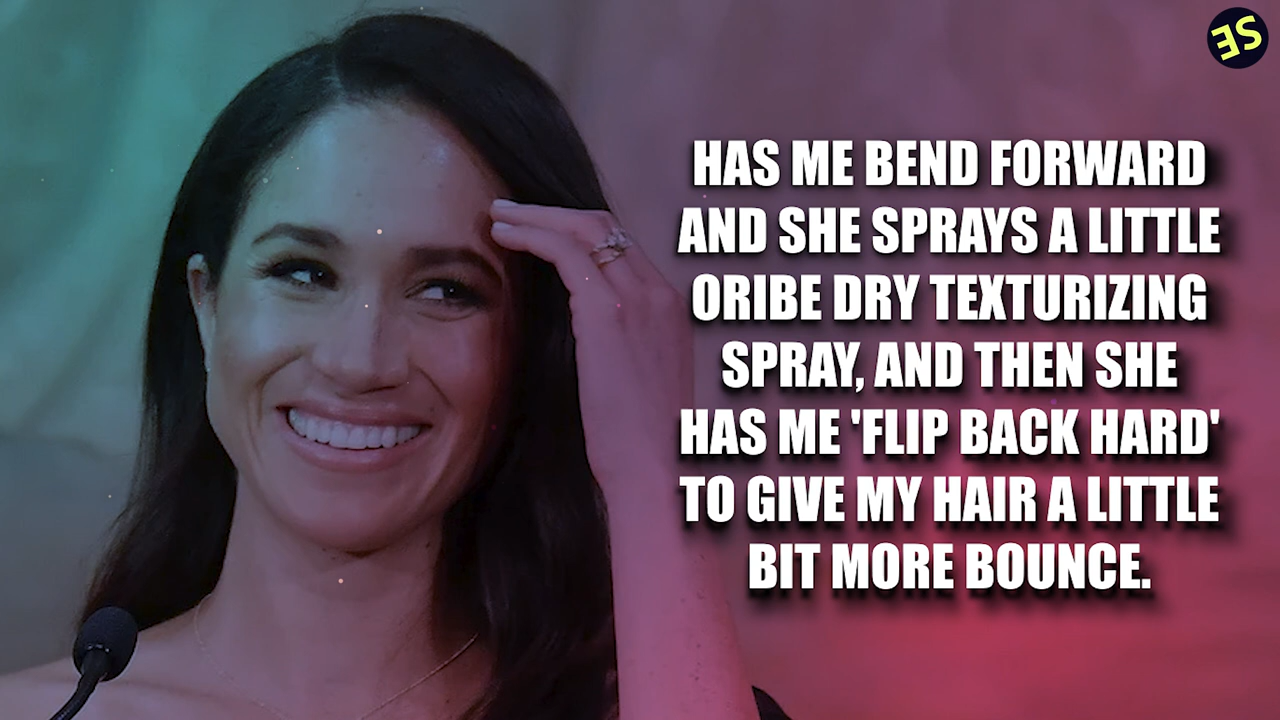 ƎS
HAS ME BEND FORWARD
AND SHE SPRAYS A LITTLE
ORIBE DRY TEXTURIZING
SPRAY, AND THEN SHE
HAS ME 'FLIP BACK HARD'
TO GIVE MY HAIR A LITTLE
BIT MORE BOUNCE.